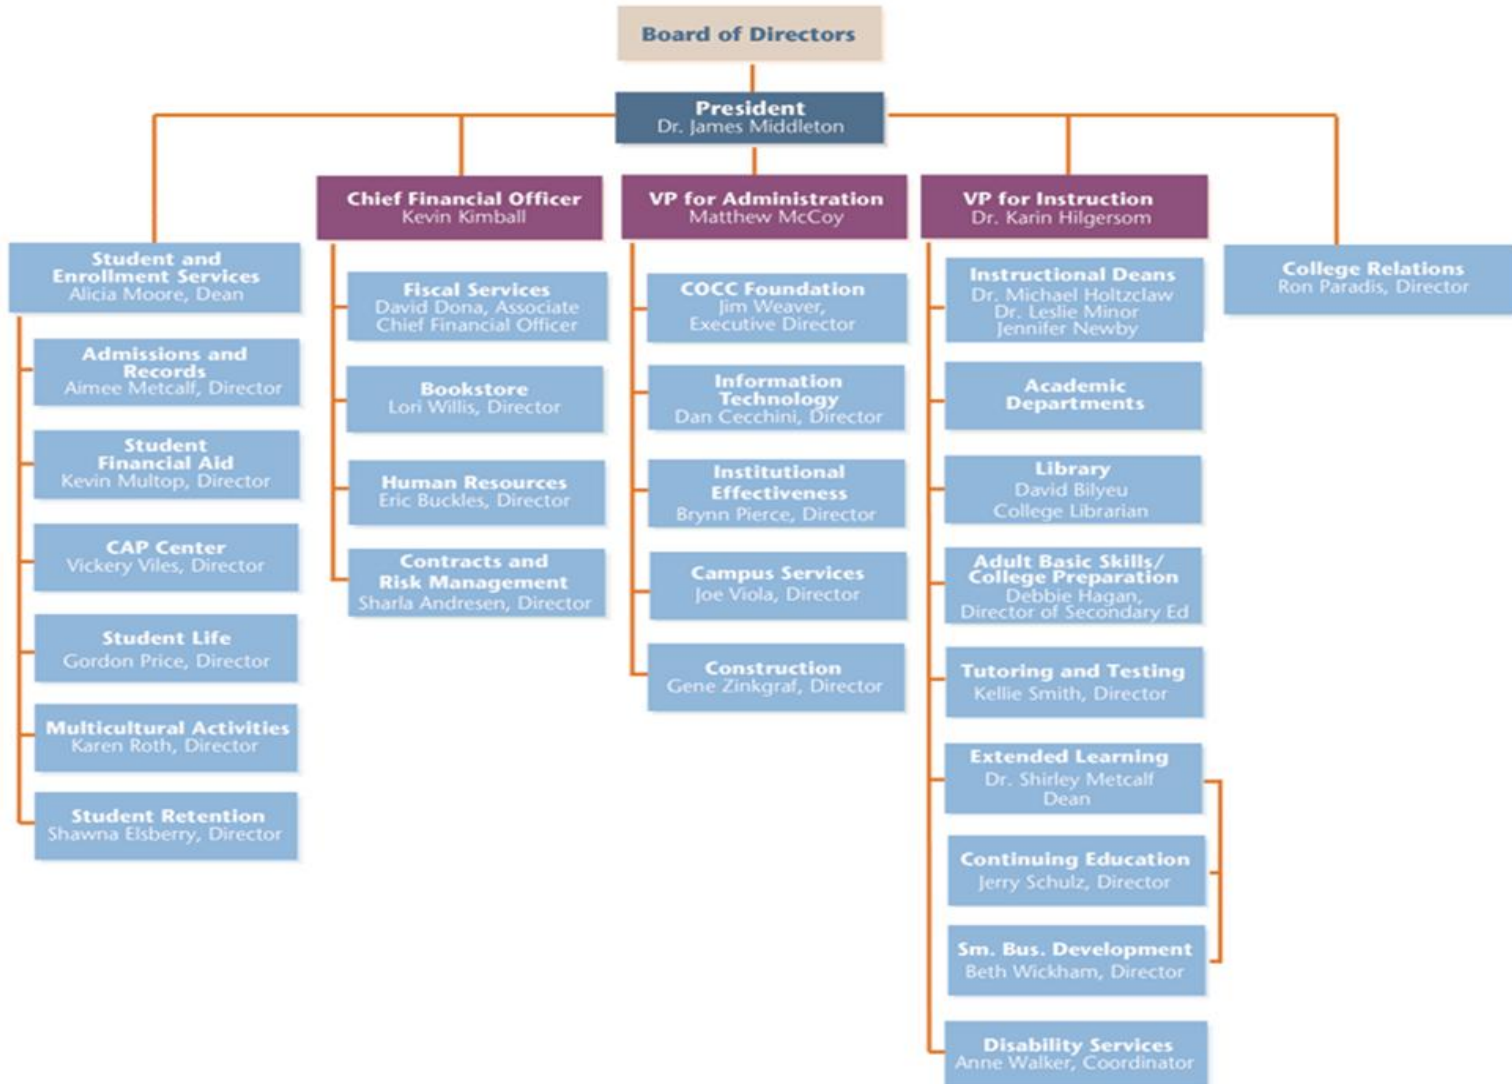 Board of Directors
President
Dr. James Middleton
Student and
Enrollment Services
Alicia Moore, Dean
Admissions and
Records
Aimee Metcalf, Director
Student
Financial Aid
Kevin Multop, Director
CAP Center
Vickery Viles, Director
Student Life
Gordon Price, Director
Multicultural Activities
Karen Roth, Director
Student Retention
Shawna Elsberry, Director
Chief Financial Officer
Kevin Kimball
Fiscal Services
David Dona, Associate
Chief Financial Officer
Bookstore
Lori Willis, Director
Human Resources
Eric Buckles, Director
Contracts and
Risk Management
Sharla Andresen, Director
VP for Administration
Matthew McCoy
COCC Foundation
Jim Weaver,
Executive Director
Information
Technology
Dan Cecchini, Director
Institutional
Effectiveness
Brynn Pierce, Director
Campus Services
Joe Viola, Director
Construction
Gene Zinkgraf, Director
VP for Instruction
Dr. Karin Hilgersom
Instructional Deans
Dr. Michael Holtzclaw
Dr. Leslie Minor
Jennifer Newby
Academic
Departments
Library
David Bilyeu
College Librarian
Adult Basic Skills/
College Preparation
Debbie Hagan,
Director of Secondary Ed
Tutoring and Testing
Kellie Smith, Director
Extended Learning
Dr. Shirley Metcalf
Dean
Continuing Education
Jerry Schulz, Director
Sm. Bus. Development
Beth Wickham, Director
Disability Services
Anne Walker, Coordinator
College Relations
Ron Paradis, Director